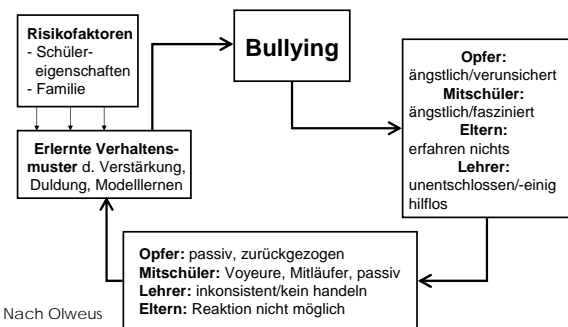 Risikofaktoren
- Schüler-
eigenschaften
- Familie
Bullying
Opfer:
ängstlich/verunsichert
Mitschüler:
ängstlich/fasziniert
Eltern:
erfahren nichts
Lehrer:
unentschlossen/-einig
hilflos
Erlernte Verhaltens-
muster d. Verstärkung,
Duldung, Modelllernen
Opfer: passiv, zurückgezogen
Mitschüler: Voyeure, Mitläufer, passiv
Lehrer: inkonsistent/kein handeln
Eltern: Reaktion nicht möglich
Nach Olweus